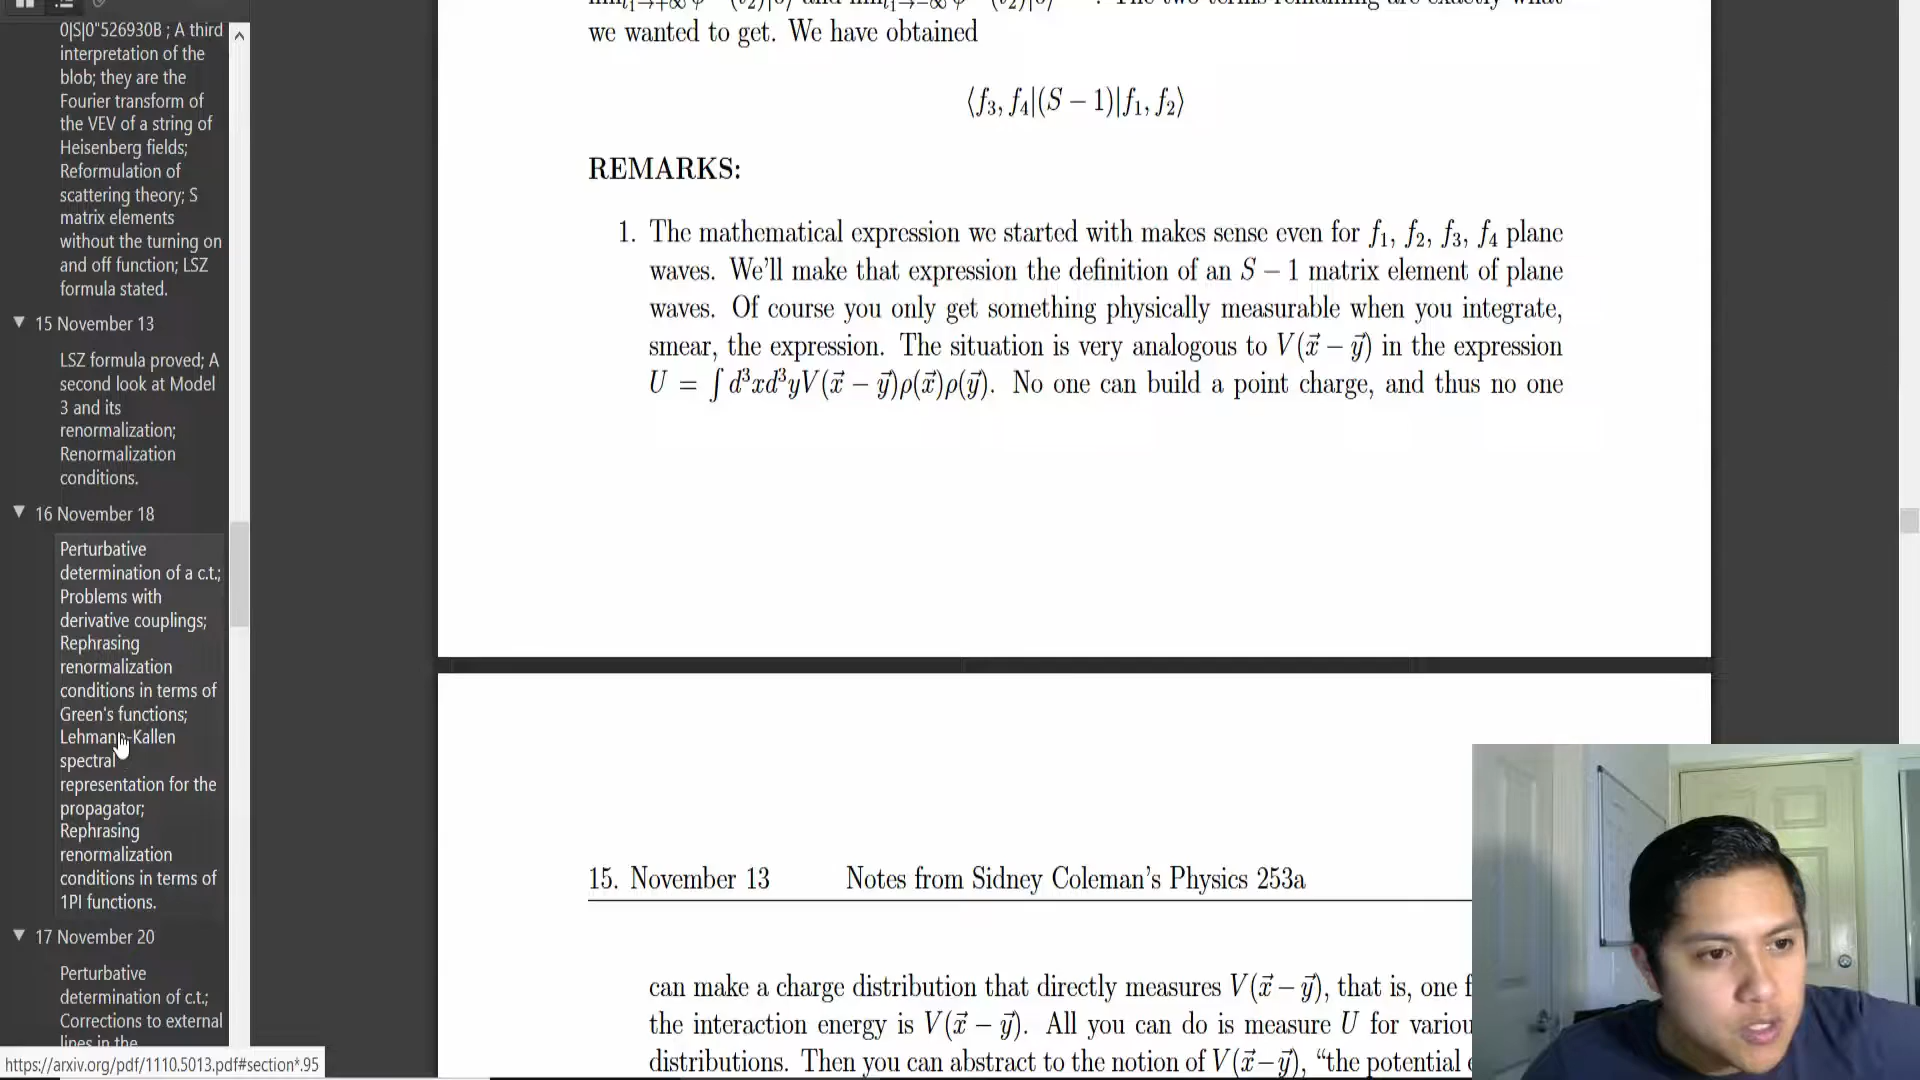 0|S|0"526930B ; A third
interpretation of the
blob; they are the
Fourier transform of
the VEV of a string of
Heisenberg fields;
Reformulation of
scattering theory; S
matrix elements
without the turning on
and off function; LSZ
formula stated.
15 November 13
LSZ formula proved; A
second look at Model
3 and its
renormalization;
Renormalization
conditions.
16 November 18
Perturbative
determination of a c.t.;
Problems with
derivative couplings;
Rephrasing
renormalization
conditions in terms of
Green's functions;
Lehmann-Kallen
spectral
representation for the
propagator;
Rephrasing
renormalization
conditions in terms of
1PI functions.
17 November 20
Perturbative
determination of c.t.;
Corrections to external
lines in the
https://arxiv.org/pdf/1110.5013.pdf#section*.95
we wanted to get. We have obtained
⟨f₃, f₄|(S − 1)|f₁, f₂⟩
REMARKS:
1. The mathematical expression we started with makes sense even for f₁, f₂, f₃, f₄ plane
waves. We'll make that expression the definition of an S − 1 matrix element of plane
waves. Of course you only get something physically measurable when you integrate,
smear, the expression. The situation is very analogous to V(x⃗ − y⃗) in the expression
U = ∫ d³xd³yV(x⃗ − y⃗)ρ(x⃗)ρ(y⃗). No one can build a point charge, and thus no one
15. November 13 Notes from Sidney Coleman's Physics 253a
can make a charge distribution that directly measures V(x⃗ − y⃗), that is, one f
the interaction energy is V(x⃗ − y⃗). All you can do is measure U for variou
distributions. Then you can abstract to the notion of V(x⃗−y⃗), "the potential